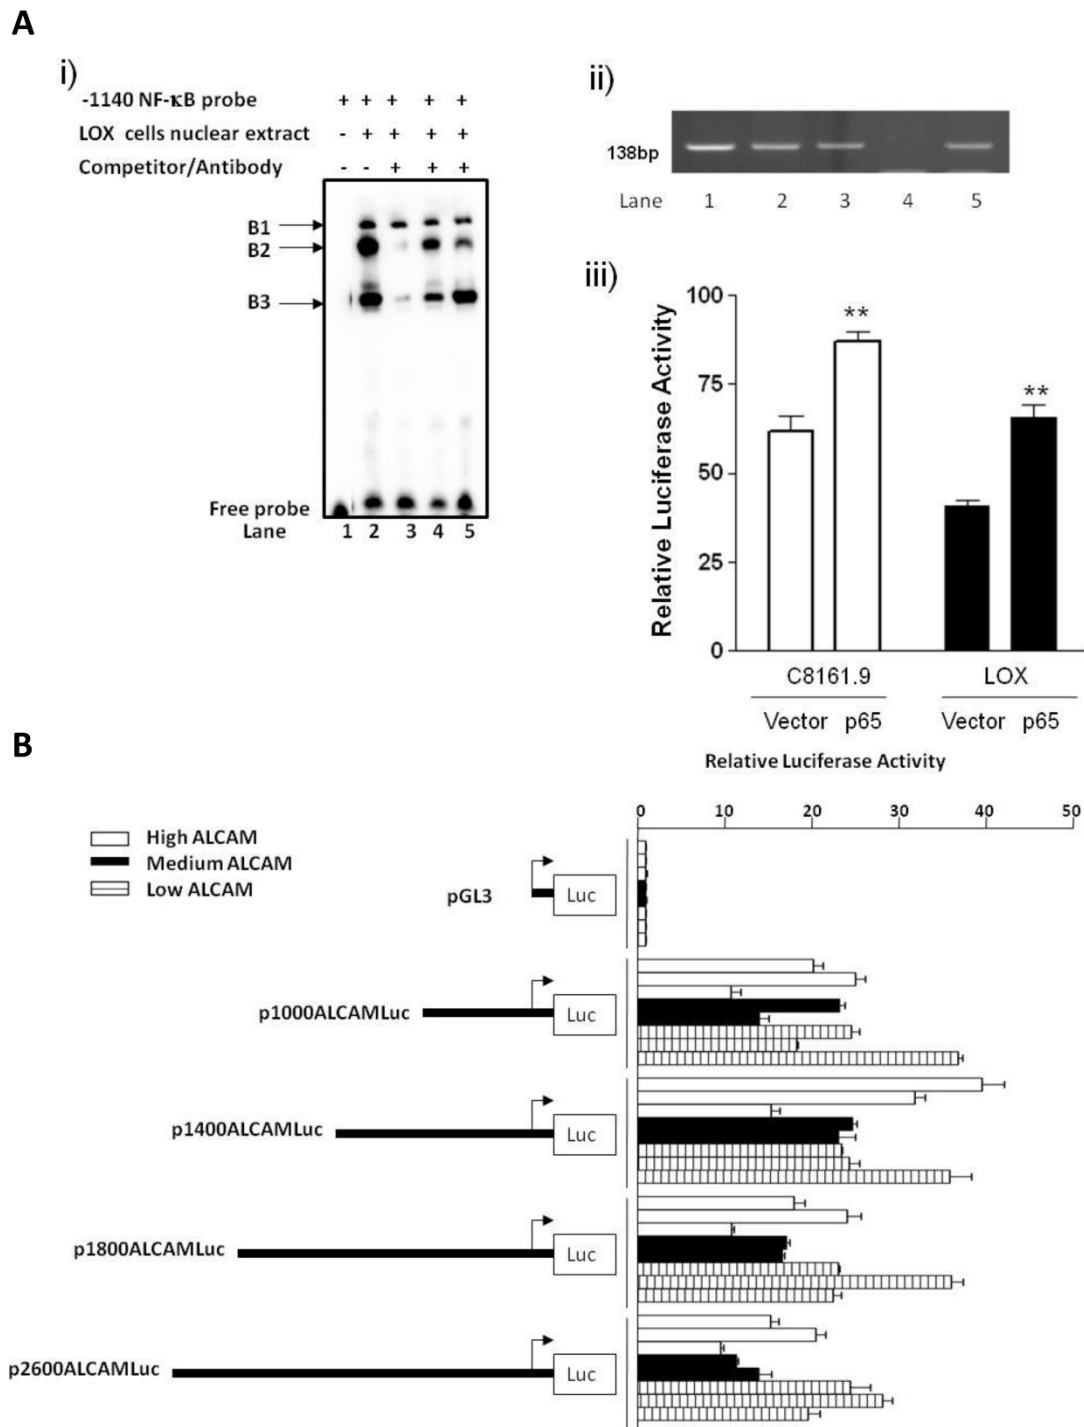 A
i)
-1140 NF-κB probe + + + + +
LOX cells nuclear extract - + + + +
Competitor/Antibody - - + + +
B1
B2
B3
Free probe
Lane 1 2 3 4 5
ii)
138bp
Lane 1 2 3 4 5
iii)
Relative Luciferase Activity
100
75
50
25
0
**
**
C8161.9 LOX
Vector p65 Vector p65
B
Relative Luciferase Activity
0 10 20 30 40 50
High ALCAM
Medium ALCAM
Low ALCAM
pGL3 Luc
p1000ALCAMLuc Luc
p1400ALCAMLuc Luc
p1800ALCAMLuc Luc
p2600ALCAMLuc Luc